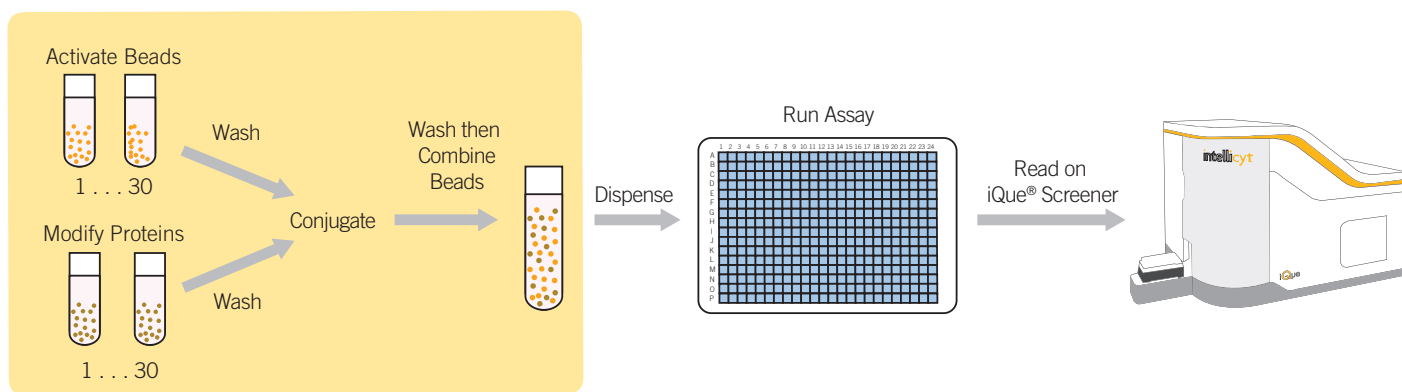 Activate Beads
1 . . . 30
Wash
Modify Proteins
1 . . . 30
Wash
Conjugate
Wash then
Combine
Beads
Dispense
Run Assay
1 2 3 4 5 6 7 8 9 10 11 12 13 14 15 16 17 18 19 20 21 22 23 24
A
B
C
D
E
F
G
H
I
J
K
L
M
N
O
P
Read on
iQue® Screener
intellicyt
iQue